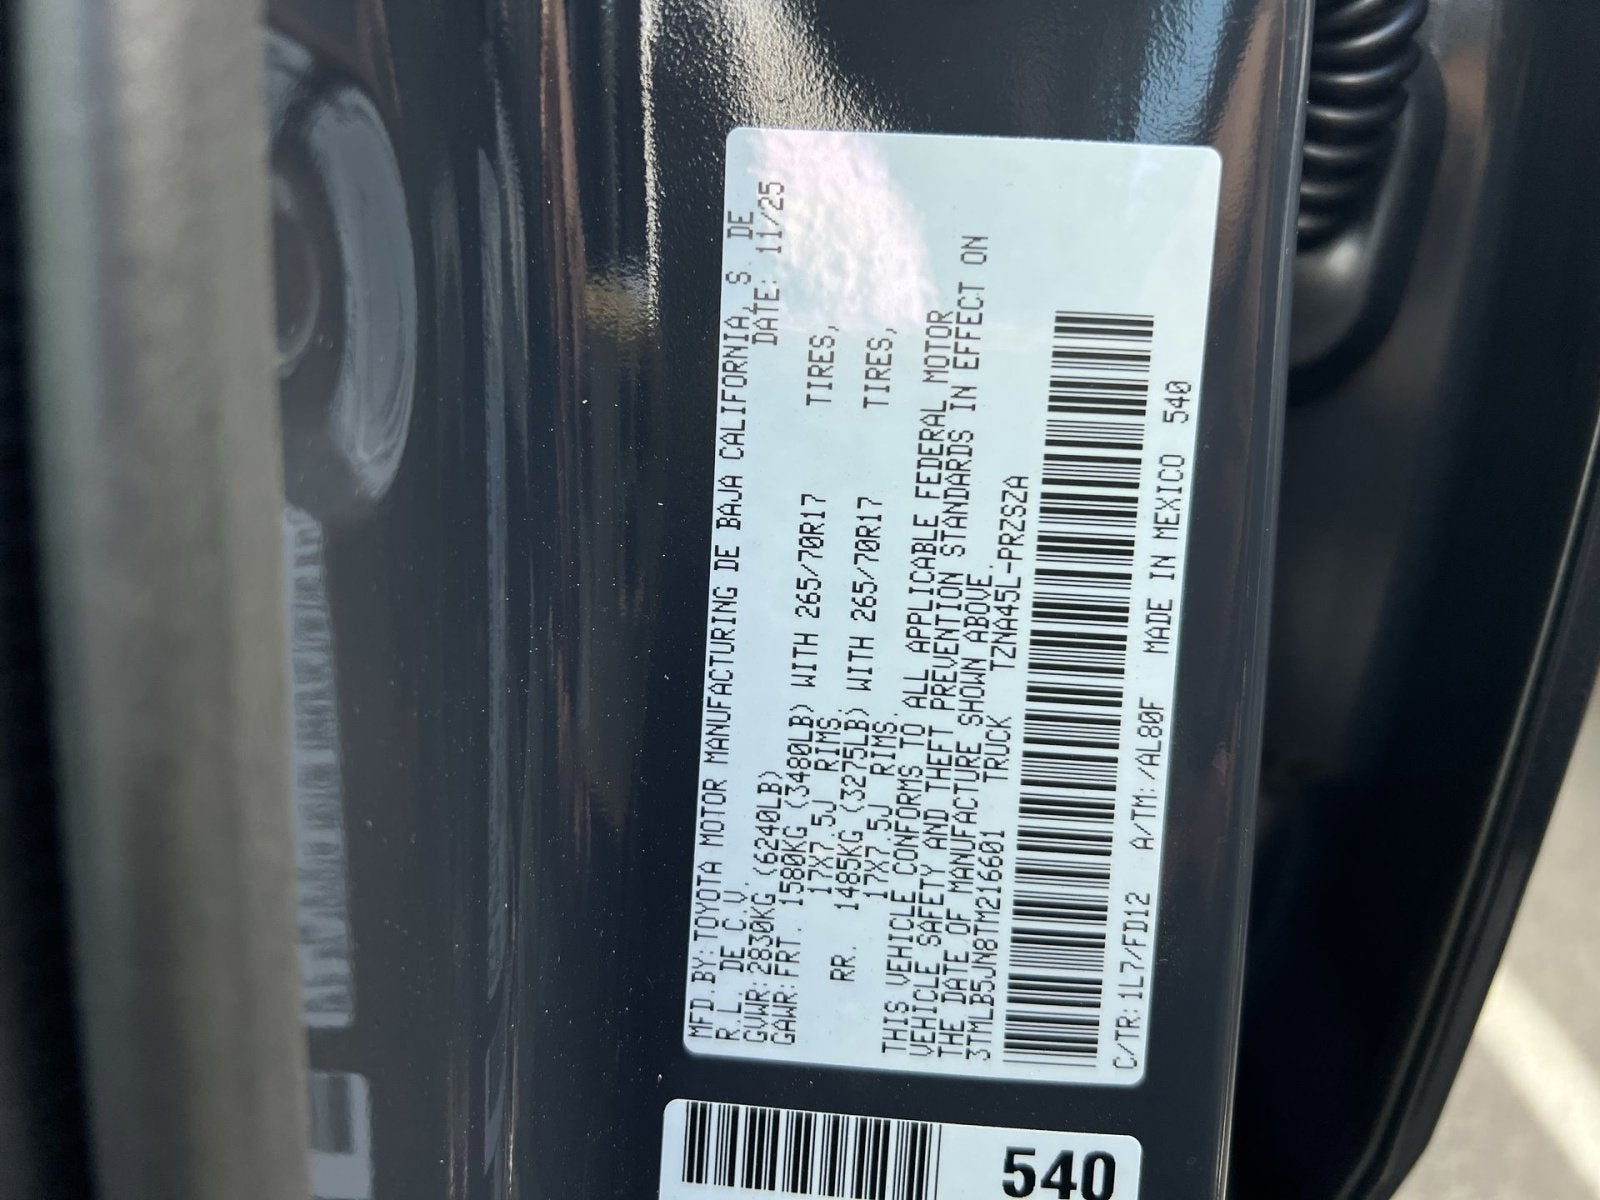 MFD BY: TOYOTA MOTOR MANUFACTURING DE BAJA CALIFORNIA, S. DE
R.L. DE C.V. DATE: 11/25
GVWR: 2830KG (6240LB)
GAWR: FRT. 1580KG (3480LB) WITH 265/70R17 TIRES,
17X7.5J RIMS
RR. 1485KG (3275LB) WITH 265/70R17 TIRES,
17X7.5J RIMS.
THIS VEHICLE CONFORMS TO ALL APPLICABLE FEDERAL MOTOR
VEHICLE SAFETY AND THEFT PREVENTION STANDARDS IN EFFECT ON
THE DATE OF MANUFACTURE SHOWN ABOVE.
3TMLB5JN8TM216601 TRUCK TZNA45L-PRZSZA
C/TR: 1L7/FD12 A/TM: /AL80F MADE IN MEXICO 540
540